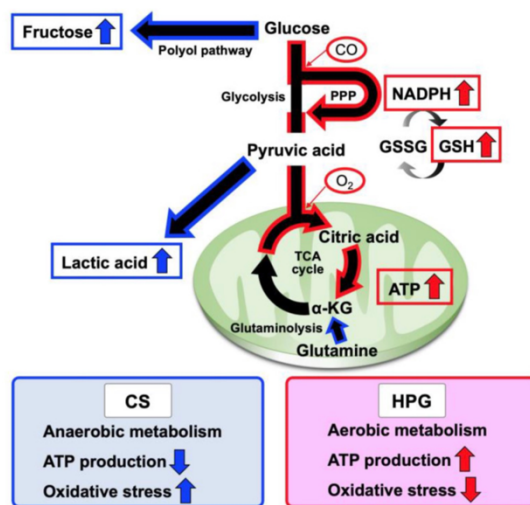 Glucose
Fructose
Polyol pathway
CO
Glycolysis
PPP
NADPH
GSSG
GSH
Pyruvic acid
O2
Lactic acid
Citric acid
TCA
cycle
ATP
α-KG
Glutaminolysis
Glutamine
CS
Anaerobic metabolism
ATP production
Oxidative stress
HPG
Aerobic metabolism
ATP production
Oxidative stress